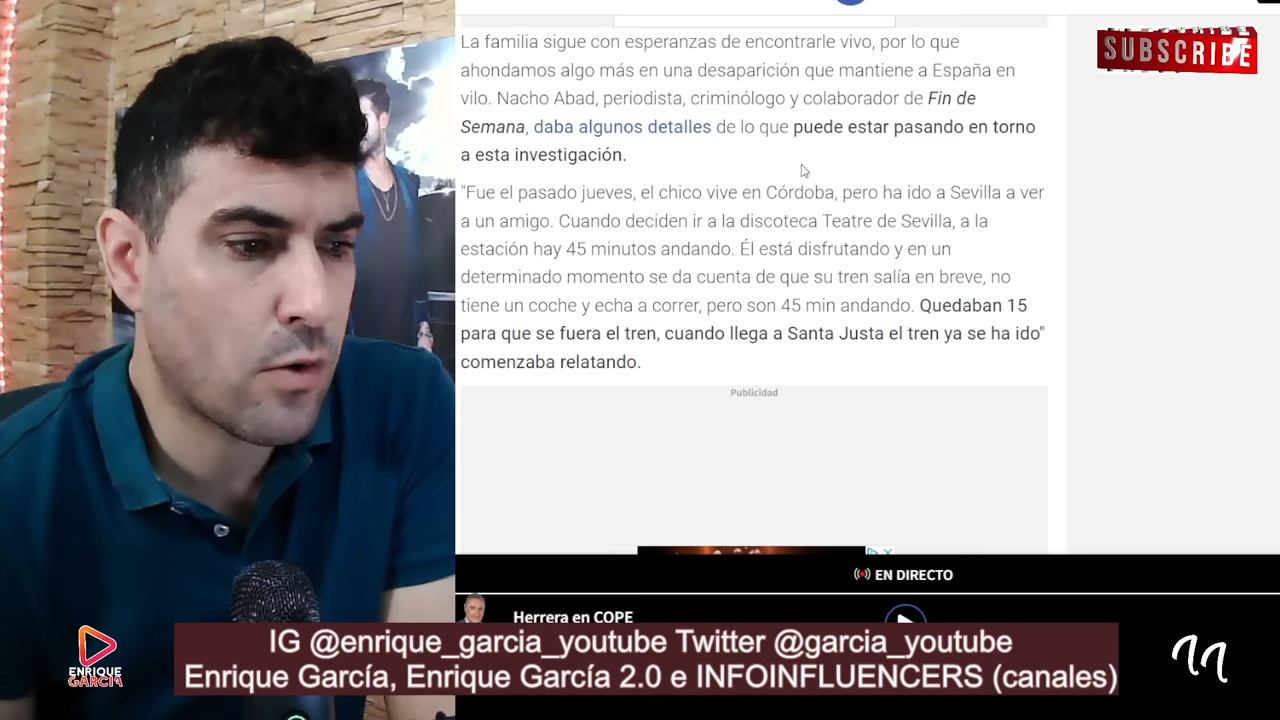 La familia sigue con esperanzas de encontrarle vivo, por lo que
ahondamos algo más en una desaparición que mantiene a España en
vilo. Nacho Abad, periodista, criminólogo y colaborador de Fin de
Semana, daba algunos detalles de lo que puede estar pasando en torno
a esta investigación.
"Fue el pasado jueves, el chico vive en Córdoba, pero ha ido a Sevilla a ver
a un amigo. Cuando deciden ir a la discoteca Teatre de Sevilla, a la
estación hay 45 minutos andando. Él está disfrutando y en un
determinado momento se da cuenta de que su tren salía en breve, no
tiene un coche y echa a correr, pero son 45 min andando. Quedaban 15
para que se fuera el tren, cuando llega a Santa Justa el tren ya se ha ido"
comenzaba relatando.
Publicidad
SUBSCRIBE
EN DIRECTO
Herrera en COPE
IG @enrique_garcia_youtube Twitter @garcia_youtube
Enrique García, Enrique García 2.0 e INFOINFLUENCERS (canales)
ENRIQUE
GARCÍA